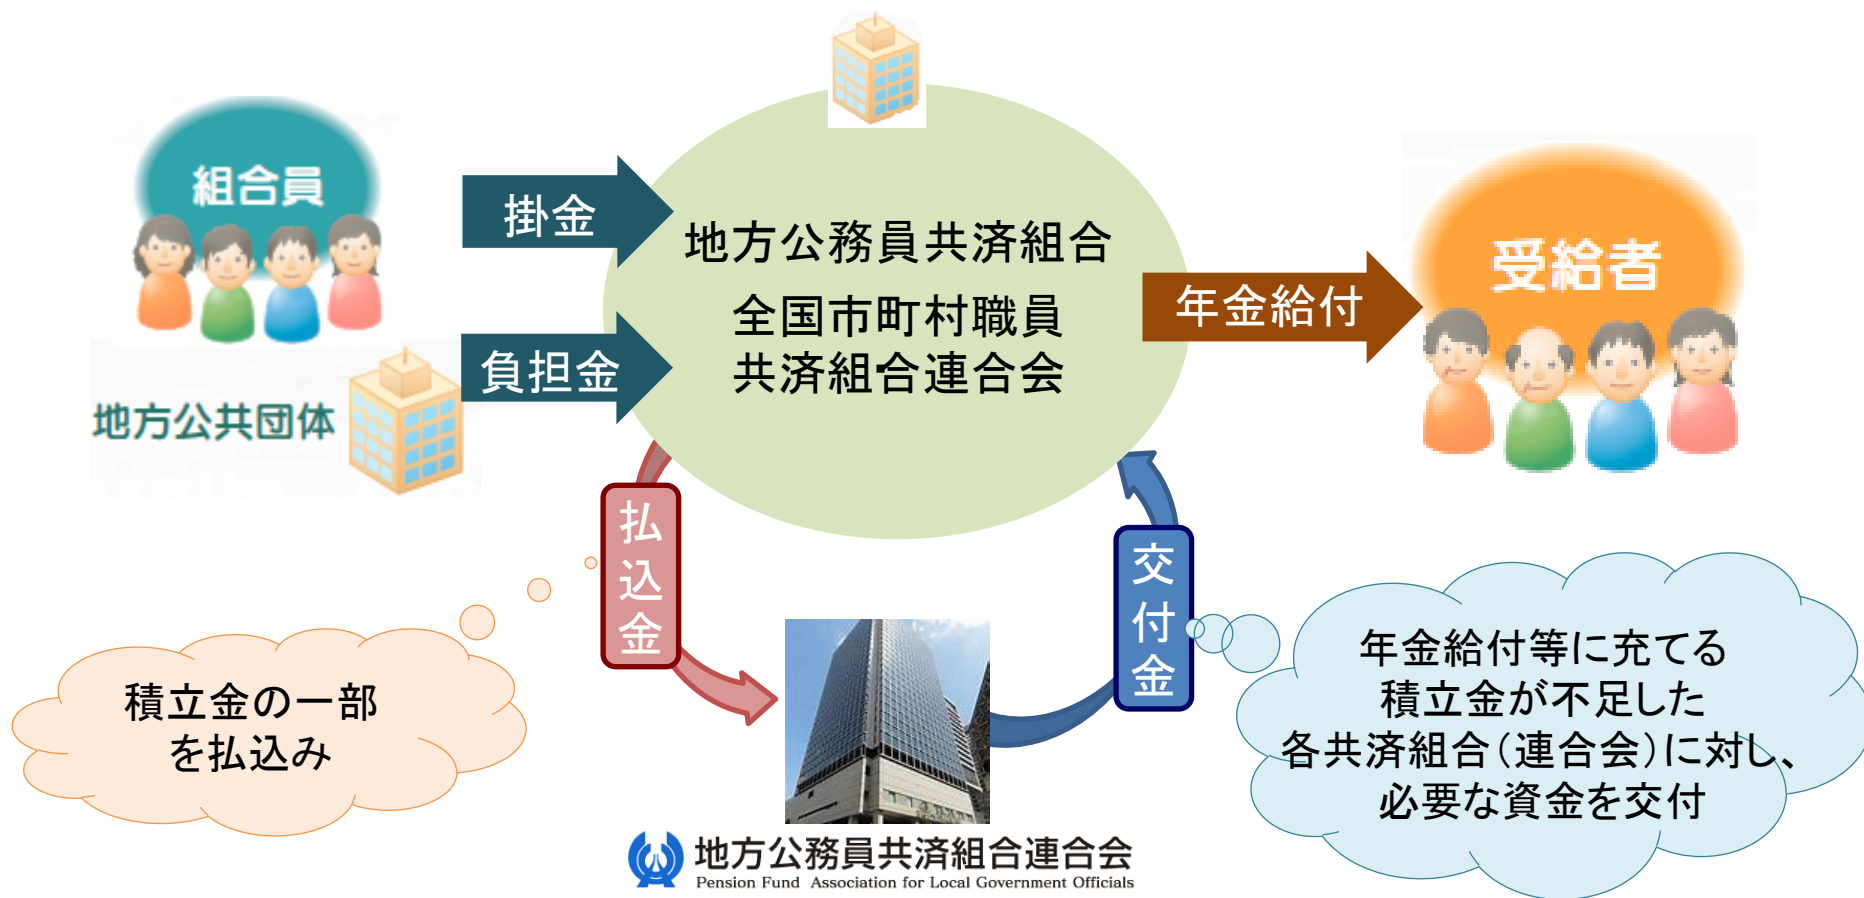 組合員
地方公共団体
掛金
負担金
地方公務員共済組合
全国市町村職員
共済組合連合会
年金給付
受給者
払込金
交付金
積立金の一部
を払込み
年金給付等に充てる
積立金が不足した
各共済組合(連合会)に対し、
必要な資金を交付
地方公務員共済組合連合会
Pension Fund Association for Local Government Officials